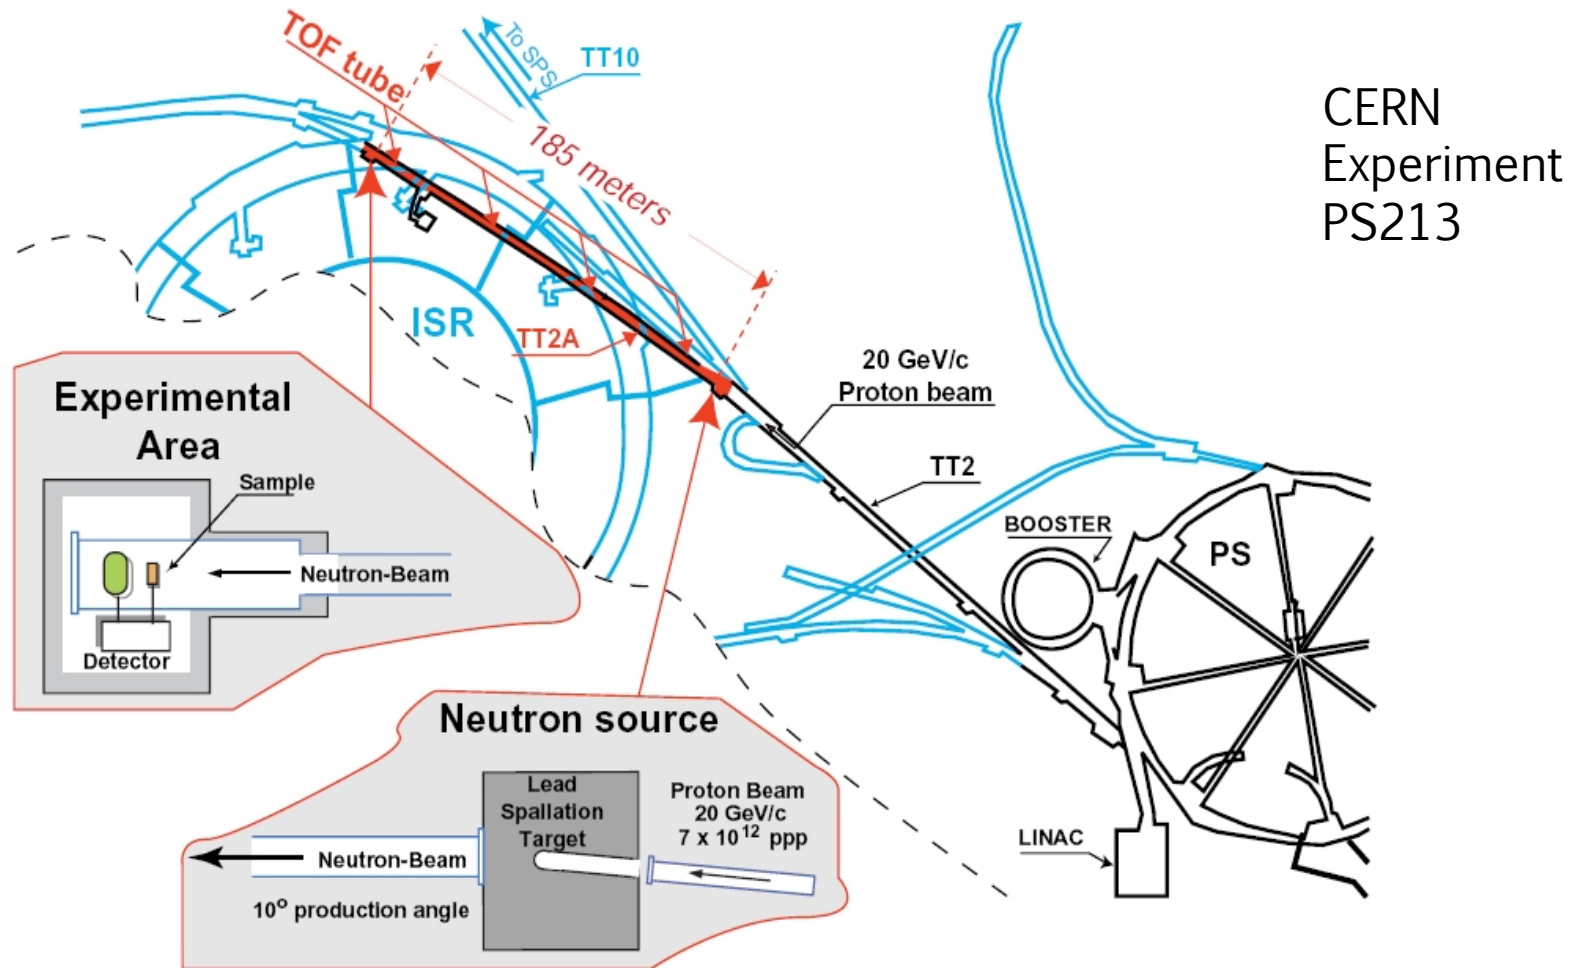 TOF tube
To SPS
TT10
185 meters
CERN
Experiment
PS213
ISR
TT2A
20 GeV/c
Proton beam
TT2
BOOSTER
PS
LINAC
Experimental
Area
Sample
Neutron-Beam
Detector
Neutron source
Lead
Spallation
Target
Proton Beam
20 GeV/c
7 x 10¹² ppp
Neutron-Beam
10º production angle